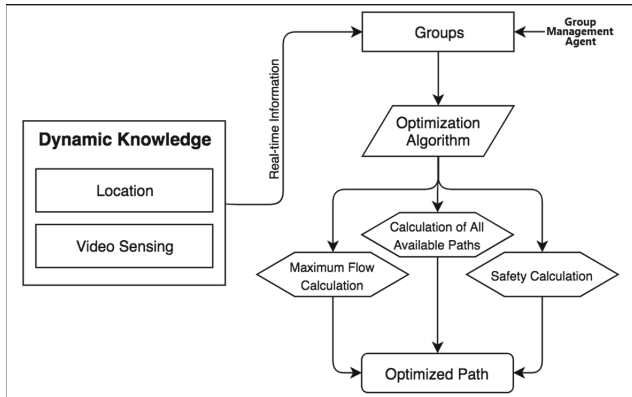 Groups
Group
Management
Agent
Real-time Information
Dynamic Knowledge
Location
Video Sensing
Optimization
Algorithm
Calculation of All
Available Paths
Maximum Flow
Calculation
Safety Calculation
Optimized Path